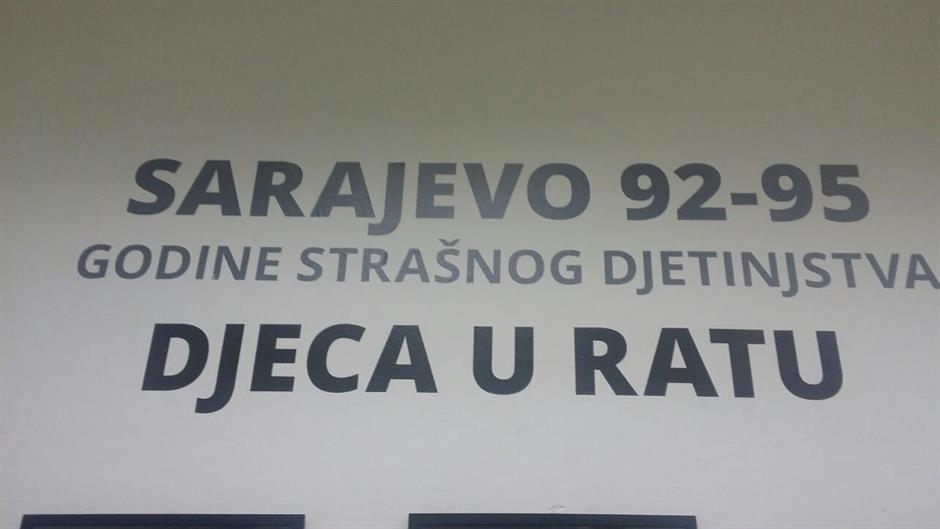 SARAJEVO 92-95
GODINE STRAŠNOG DJETINJSTVA
DJECA U RATU